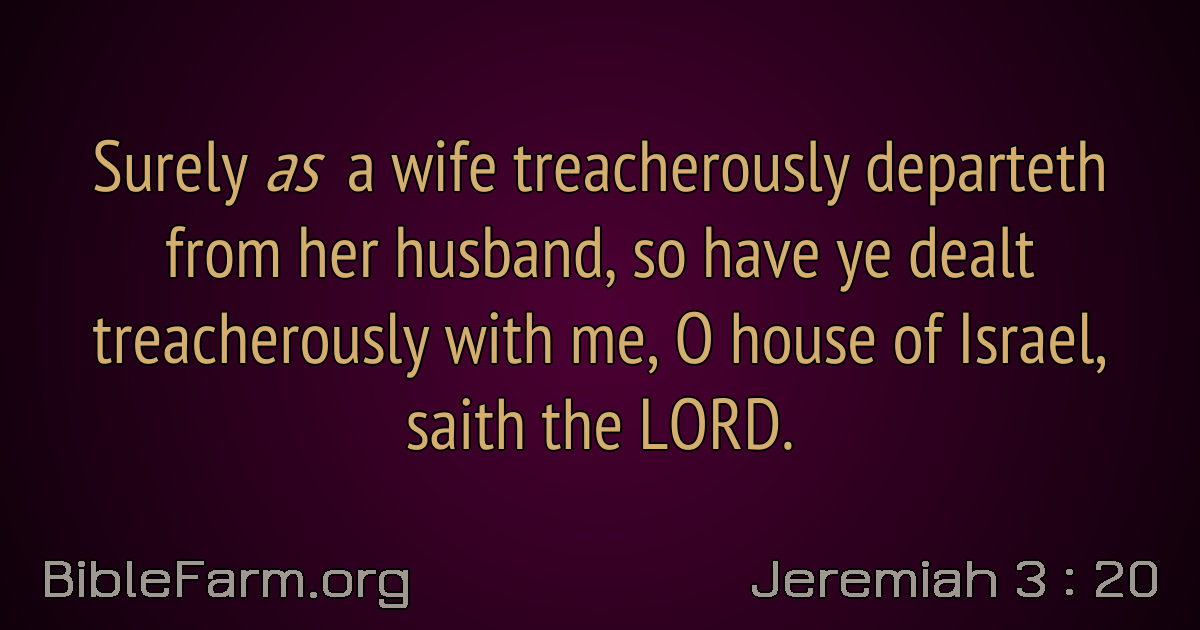 Surely as a wife treacherously departeth
from her husband, so have ye dealt
treacherously with me, O house of Israel,
saith the LORD.
BibleFarm.org
Jeremiah 3 : 20